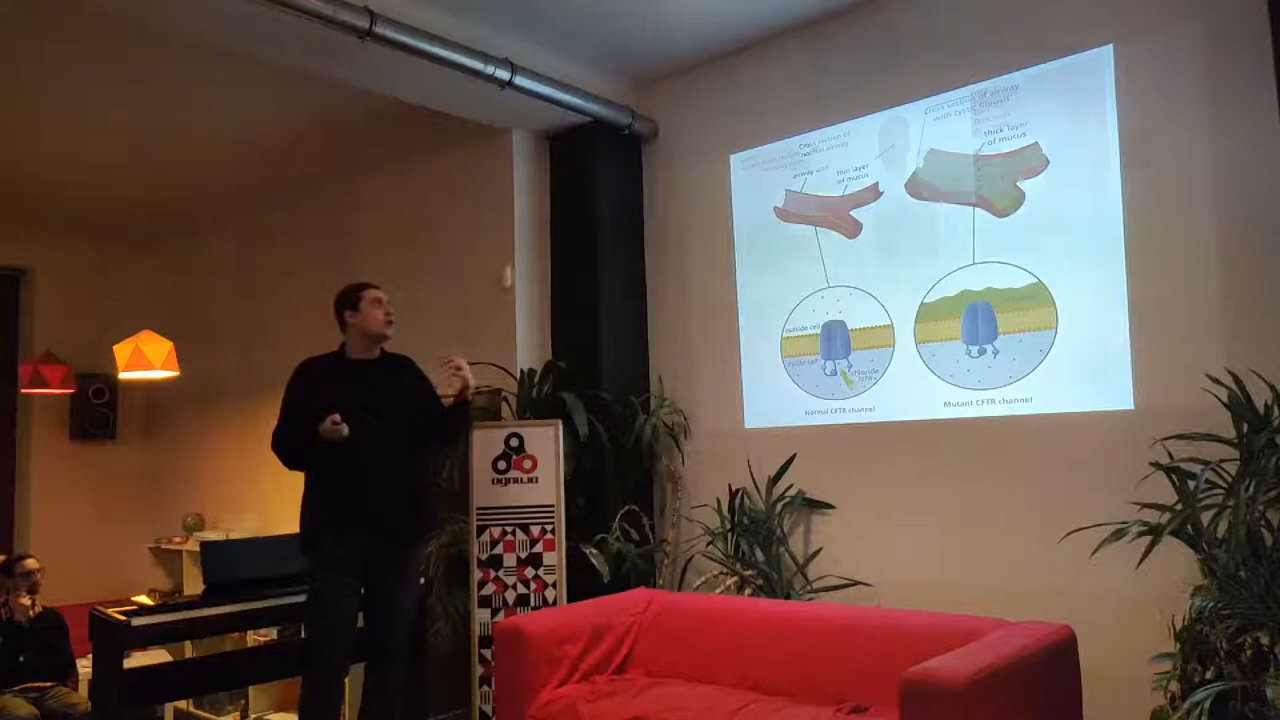 Cross section of
normal airway
airway wall
thin layer
of mucus
outside cell
inside cell
chloride
ions
Normal CFTR channel
Cross section of airway
with cystic fibrosis
thick layer
of mucus
Mutant CFTR channel
OGNIWO